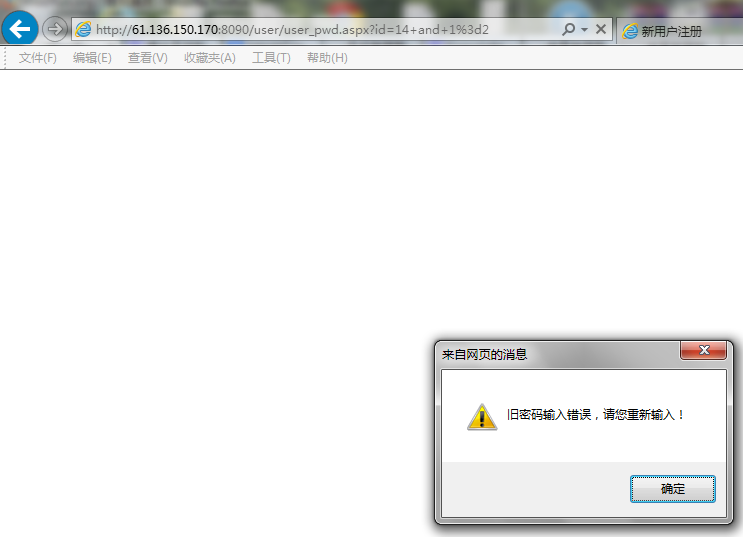 http://61.136.150.170:8090/user/user_pwd.aspx?id=14+and+1%3d2
新用户注册
文件(F) 编辑(E) 查看(V) 收藏夹(A) 工具(T) 帮助(H)
来自网页的消息
旧密码输入错误，请您重新输入！
确定